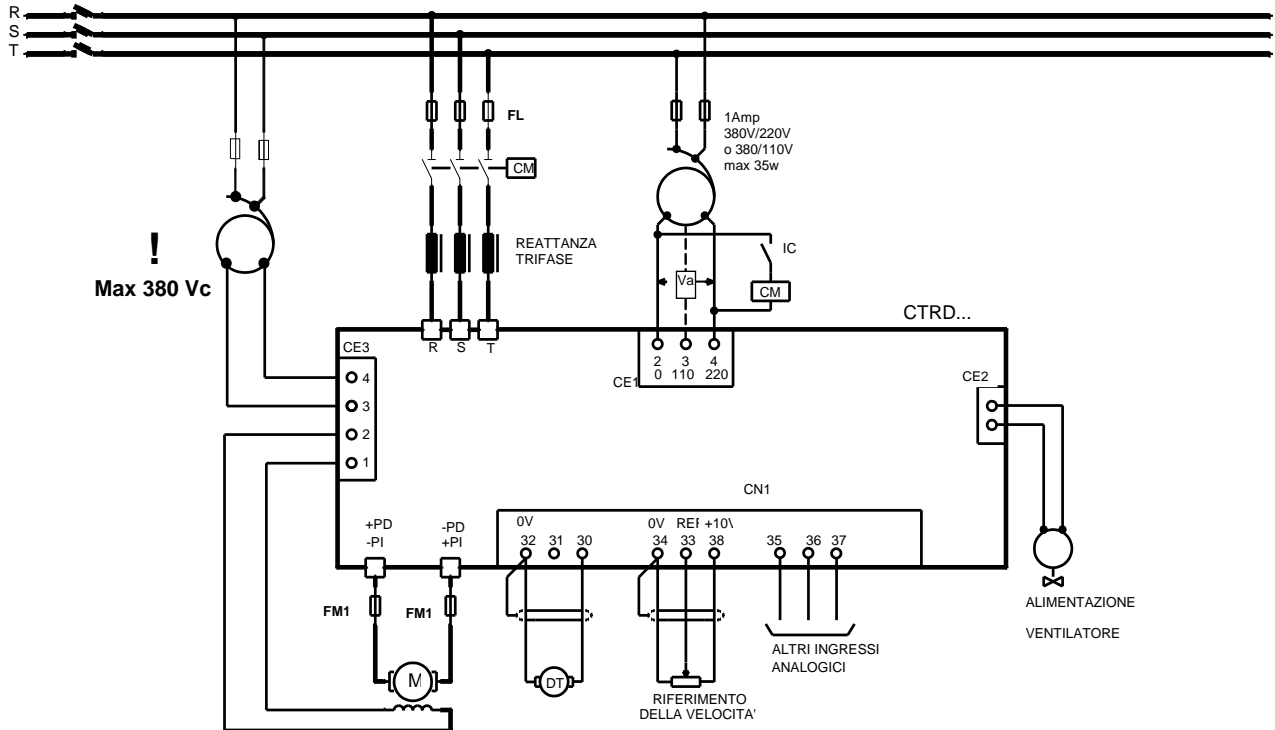 R
S
T
FL
1Amp
380V/220V
o 380/110V
max 35w
CM
!
Max 380 Vc
REATTANZA
TRIFASE
IC
Va
CM
CTRD...
R S T
CE3
4
3
2
1
2 3 4
0 110 220
CE1
CE2
CN1
+PD
-PI
-PD
+PI
0V
32 31 30
0V REF +10V
34 33 38
35 36 37
FM1 FM1
M
DT
ALTRI INGRESSI
ANALOGICI
RIFERIMENTO
DELLA VELOCITA'
ALIMENTAZIONE
VENTILATORE